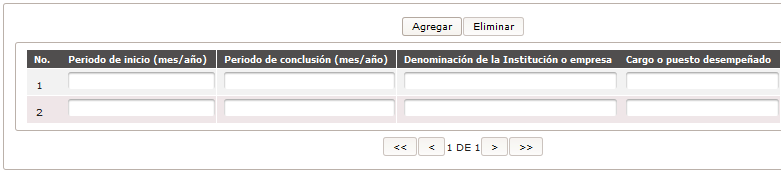 Agregar Eliminar
No. Periodo de inicio (mes/año) Periodo de conclusión (mes/año) Denominación de la Institución o empresa Cargo o puesto desempeñado
1
2
<< < 1 DE 1 > >>